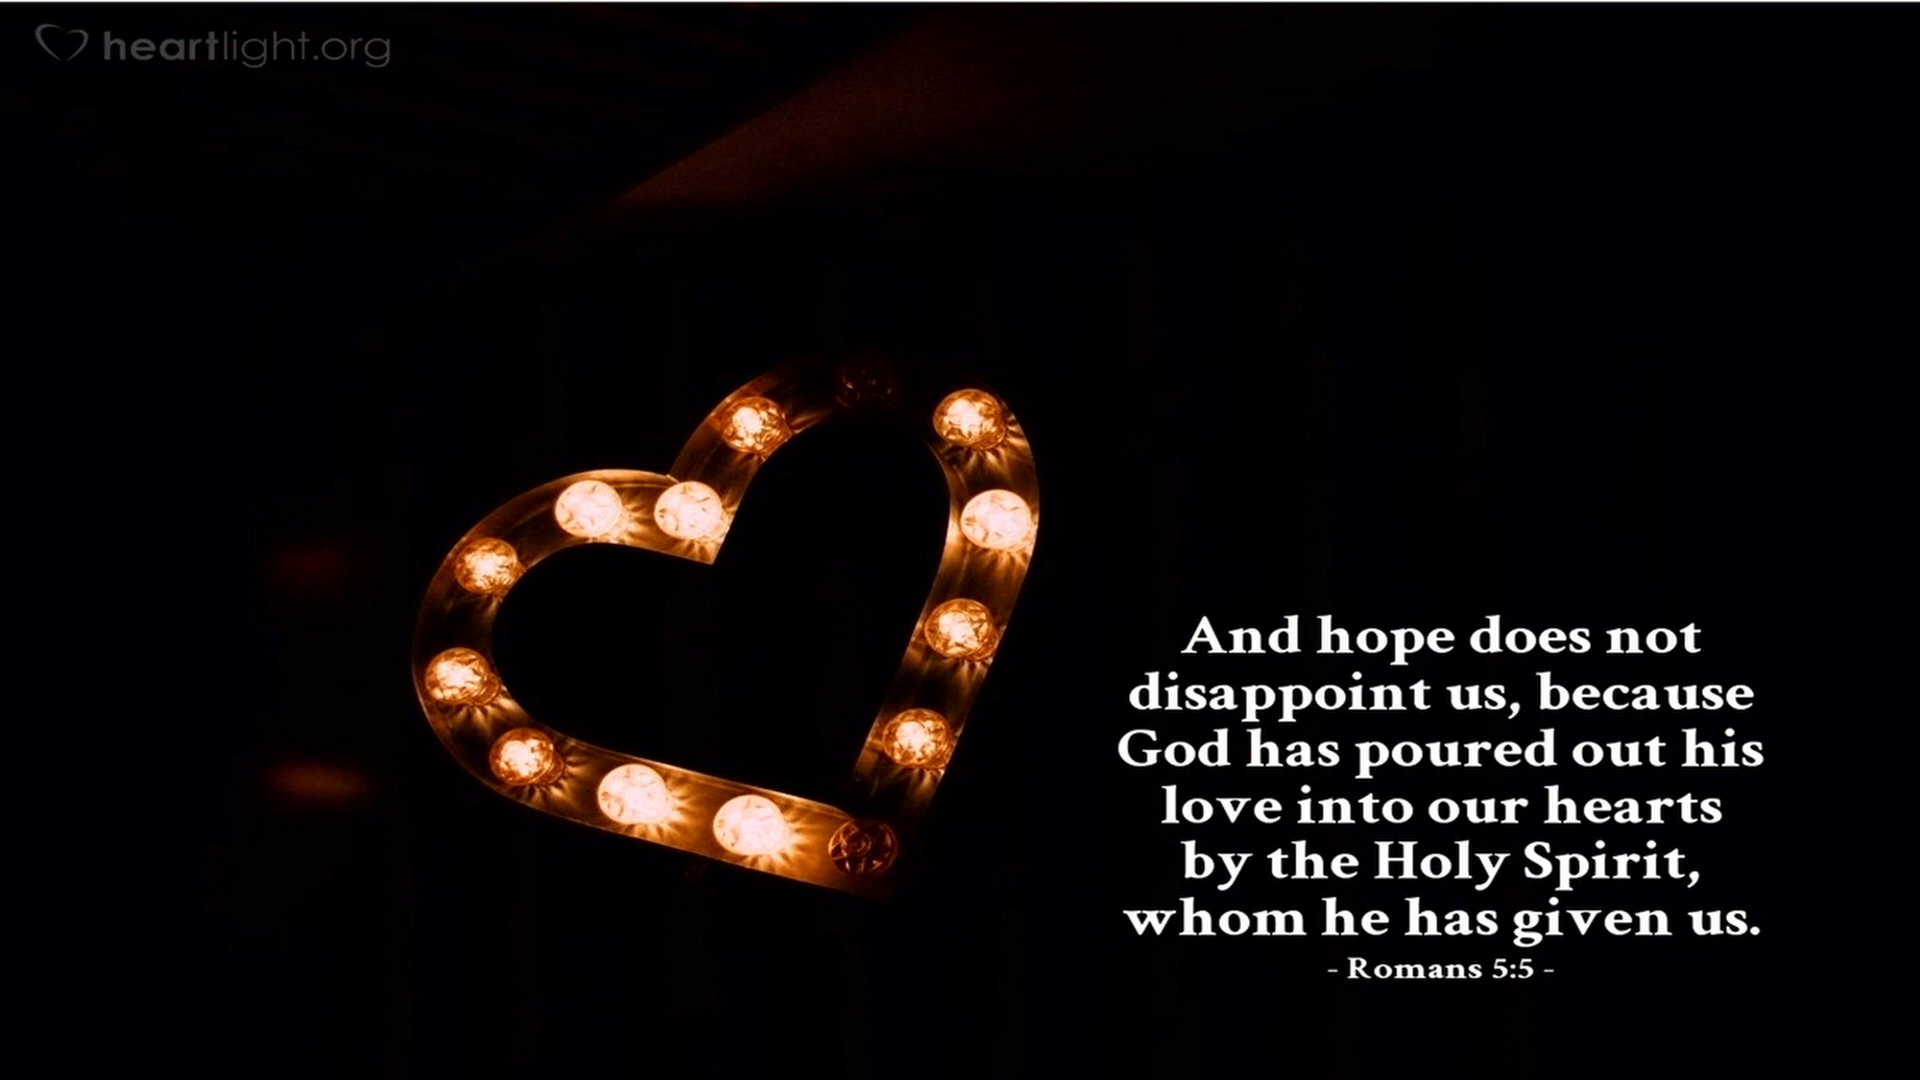 heartlight.org
And hope does not
disappoint us, because
God has poured out his
love into our hearts
by the Holy Spirit,
whom he has given us.
- Romans 5:5 -